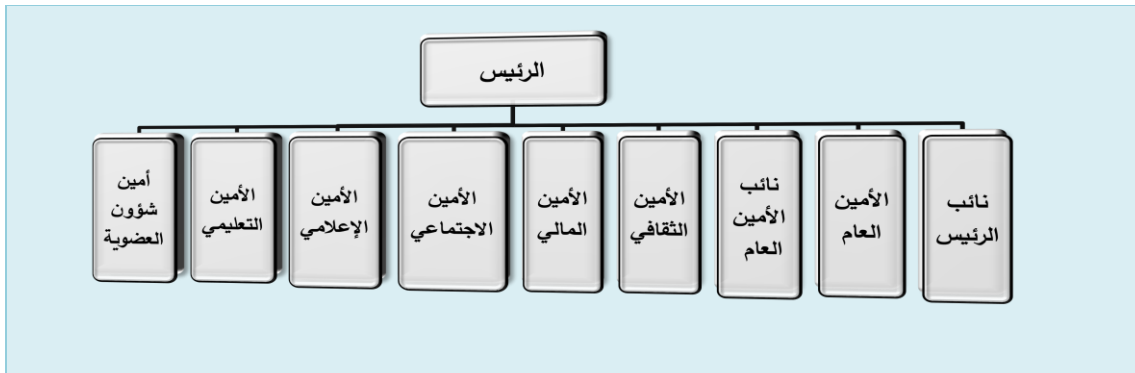 الرئيس
نائب
الرئيس
الأمين
العام
نائب
الأمين
العام
الأمين
الثقافي
الأمين
المالي
الأمين
الاجتماعي
الأمين
الإعلامي
الأمين
التعليمي
أمين
شؤون
العضوية